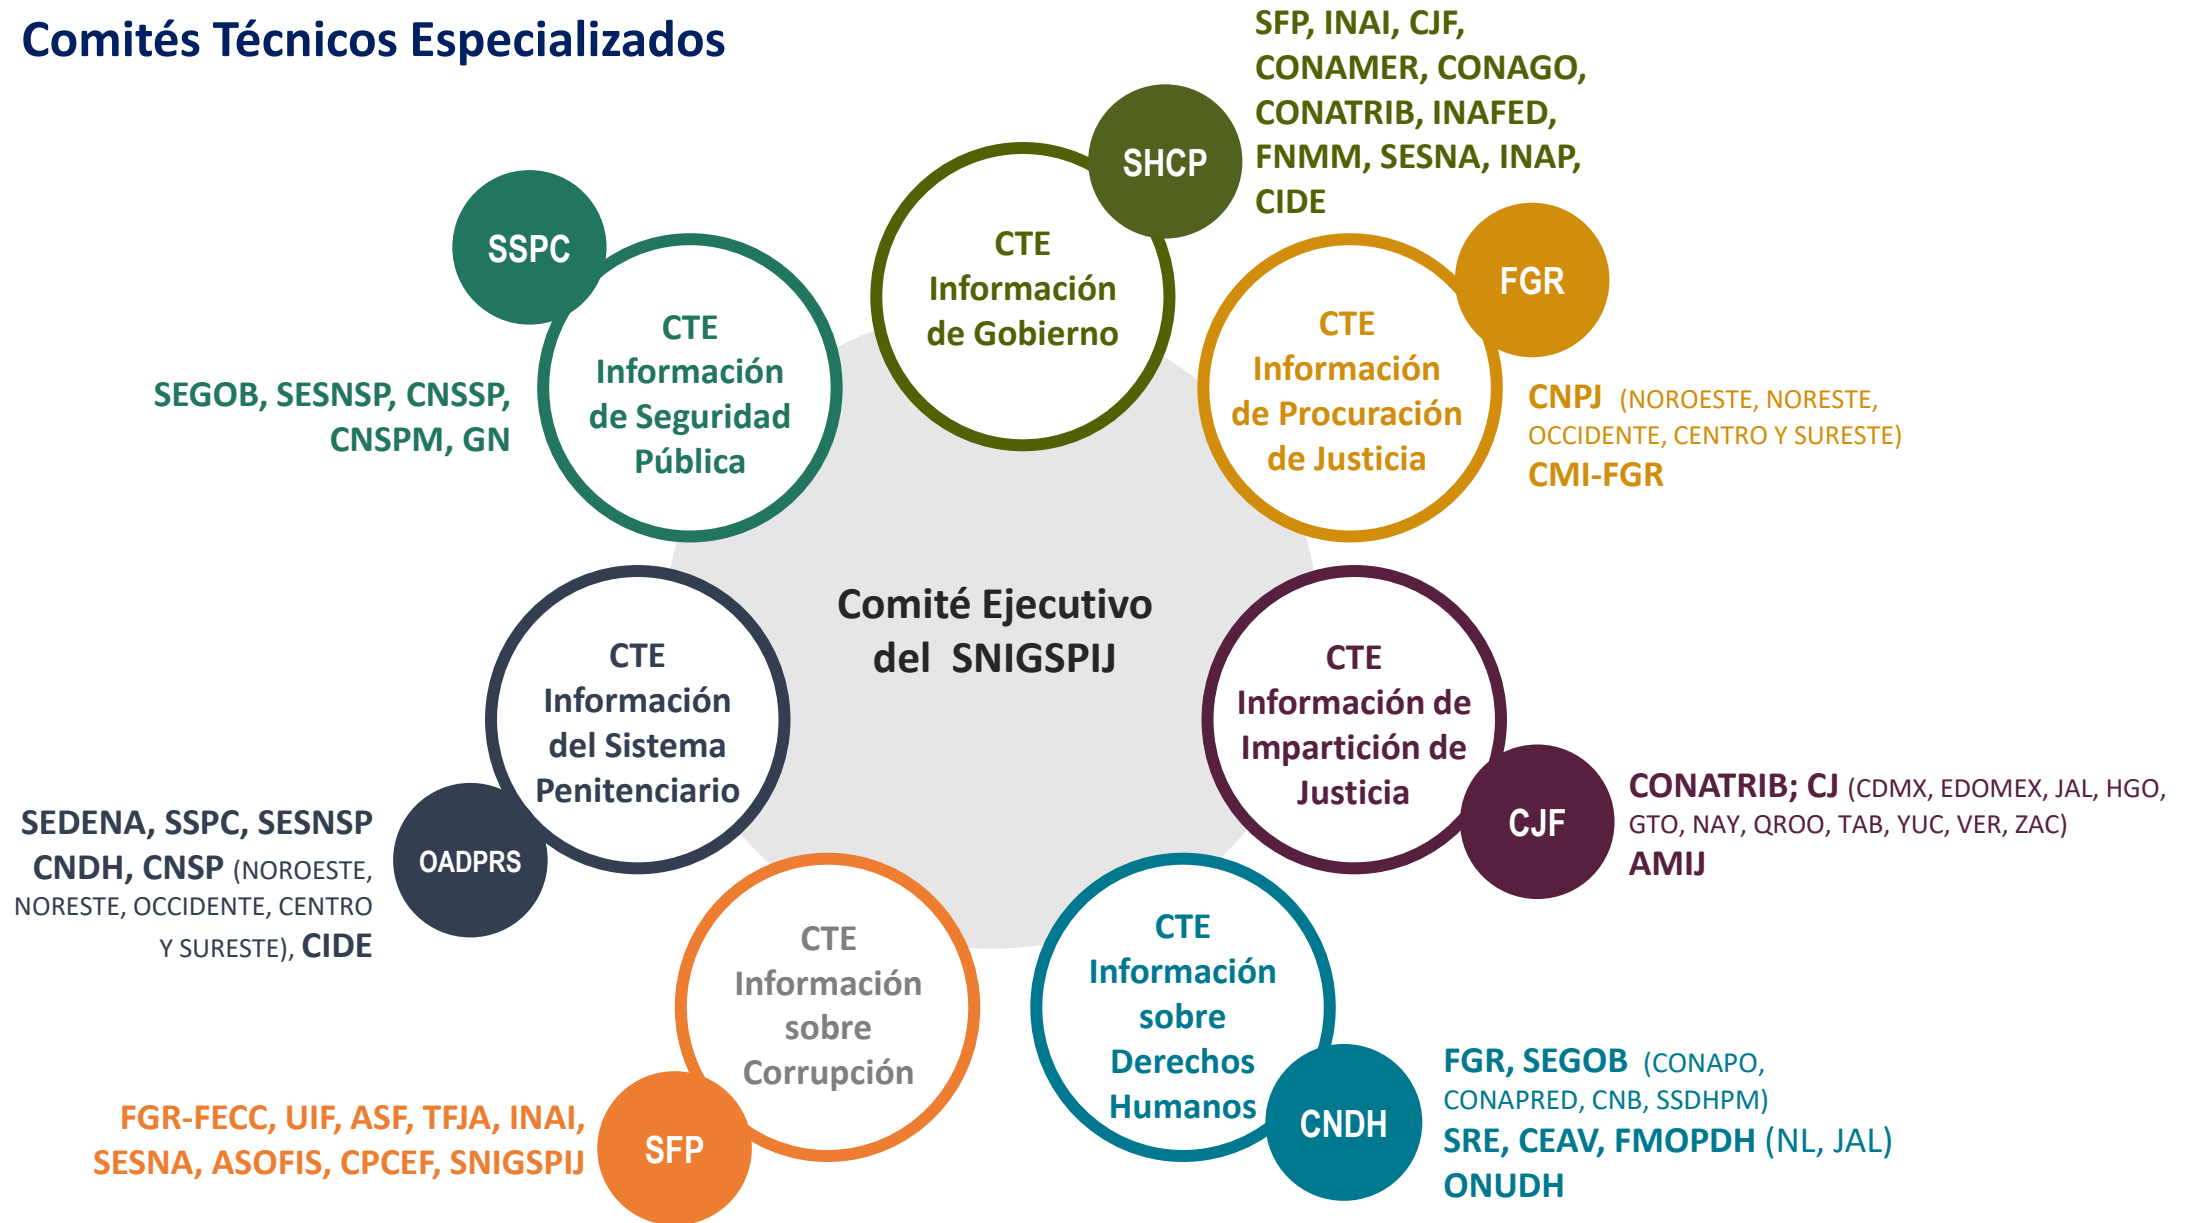 Comités Técnicos Especializados
SFP, INAI, CJF,
CONAMER, CONAGO,
CONATRIB, INAFED,
FNMM, SESNA, INAP,
CIDE
SHCP
CTE
Información
de Gobierno
SSPC
CTE
Información
de Seguridad
Pública
SEGOB, SESNSP, CNSSP,
CNSPM, GN
FGR
CTE
Información
de Procuración
de Justicia
CNPJ (NOROESTE, NORESTE,
OCCIDENTE, CENTRO Y SURESTE)
CMI-FGR
Comité Ejecutivo
del SNIGSPIJ
CTE
Información
del Sistema
Penitenciario
OADPRS
SEDENA, SSPC, SESNSP
CNDH, CNSP (NOROESTE,
NORESTE, OCCIDENTE, CENTRO
Y SURESTE), CIDE
CTE
Información de
Impartición de
Justicia
CJF
CONATRIB; CJ (CDMX, EDOMEX, JAL, HGO,
GTO, NAY, QROO, TAB, YUC, VER, ZAC)
AMIJ
CTE
Información
sobre
Corrupción
SFP
FGR-FECC, UIF, ASF, TFJA, INAI,
SESNA, ASOFIS, CPCEF, SNIGSPIJ
CTE
Información
sobre
Derechos
Humanos
CNDH
FGR, SEGOB (CONAPO,
CONAPRED, CNB, SSDHPM)
SRE, CEAV, FMOPDH (NL, JAL)
ONUDH